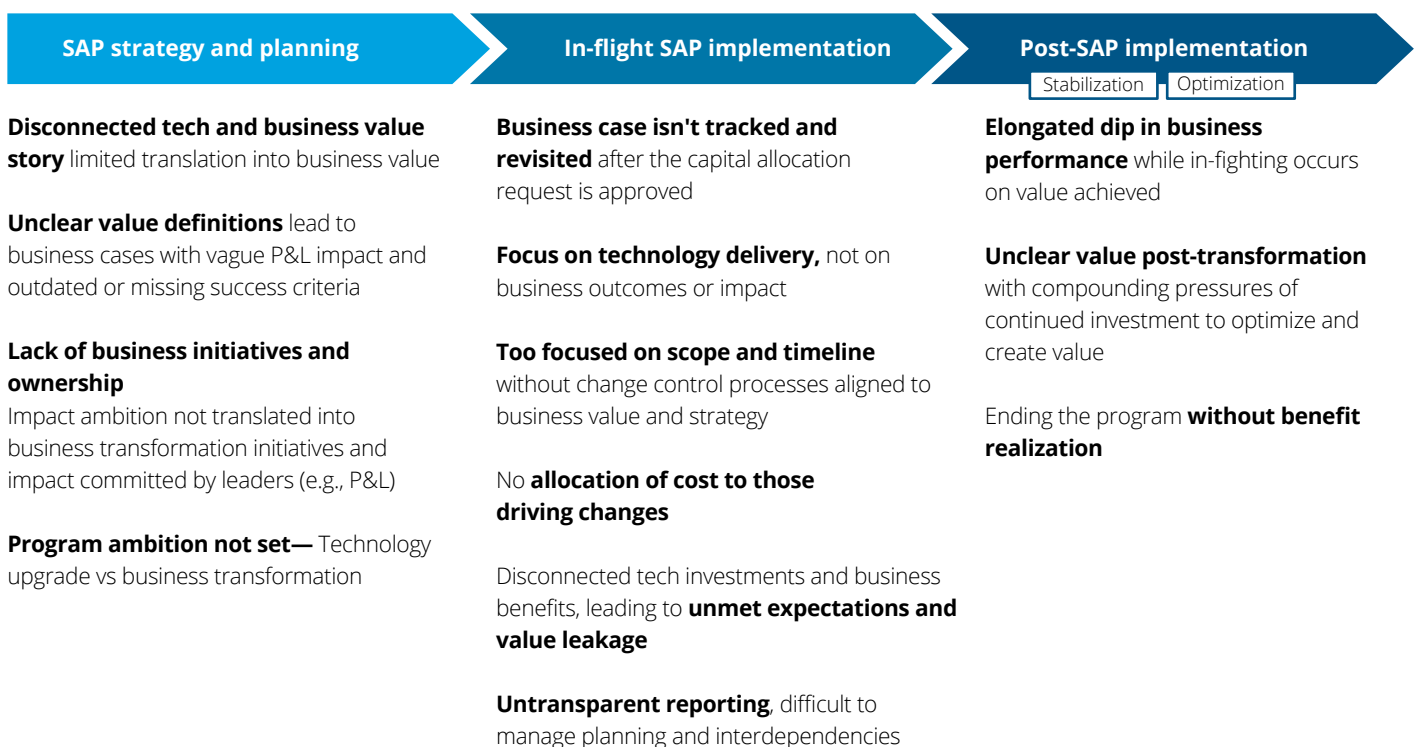 SAP strategy and planning
In-flight SAP implementation
Post-SAP implementation
Stabilization
Optimization
Disconnected tech and business value
story limited translation into business value
Unclear value definitions lead to
business cases with vague P&L impact and
outdated or missing success criteria
Lack of business initiatives and
ownership
Impact ambition not translated into
business transformation initiatives and
impact committed by leaders (e.g., P&L)
Program ambition not set— Technology
upgrade vs business transformation
Business case isn't tracked and
revisited after the capital allocation
request is approved
Focus on technology delivery, not on
business outcomes or impact
Too focused on scope and timeline
without change control processes aligned to
business value and strategy
No allocation of cost to those
driving changes
Disconnected tech investments and business
benefits, leading to unmet expectations and
value leakage
Untransparent reporting, difficult to
manage planning and interdependencies
Elongated dip in business
performance while in-fighting occurs
on value achieved
Unclear value post-transformation
with compounding pressures of
continued investment to optimize and
create value
Ending the program without benefit
realization